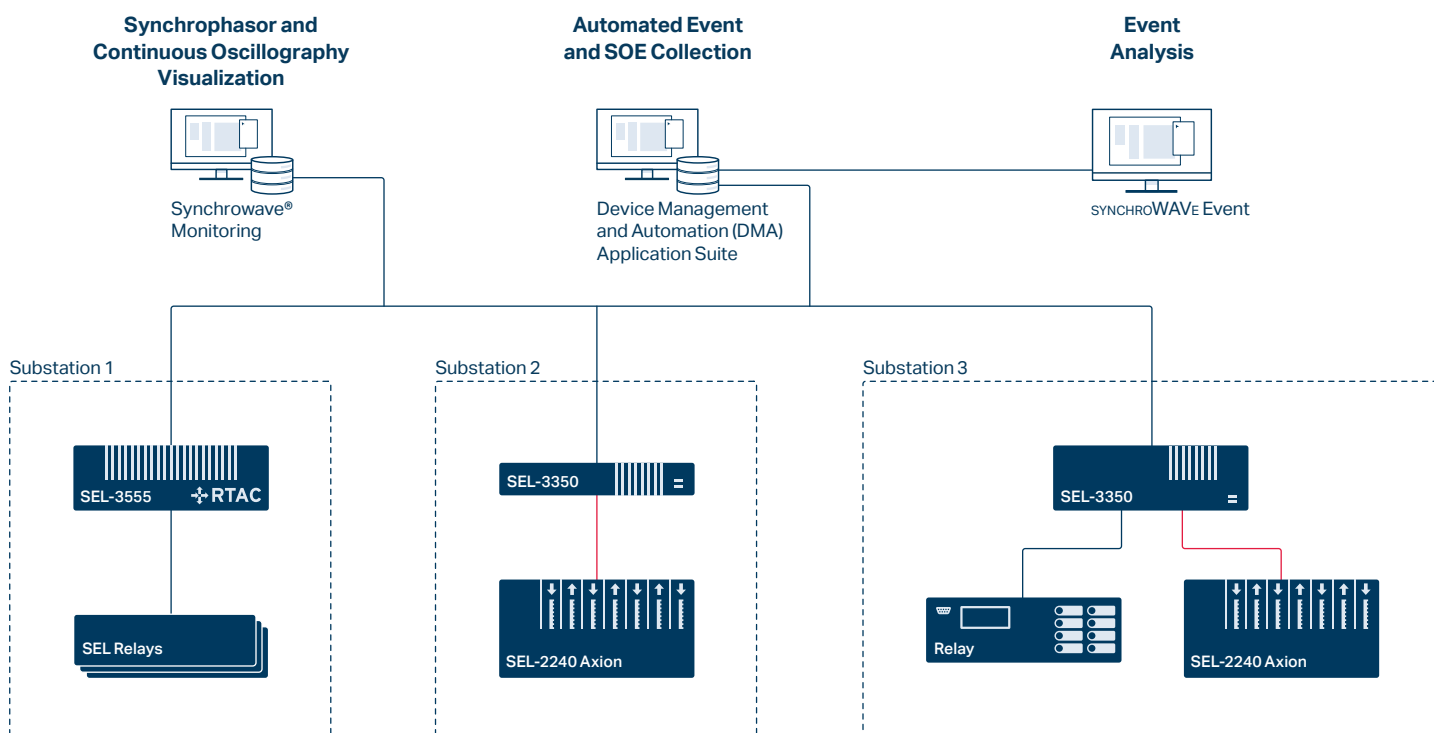 Synchrophasor and
Continuous Oscillography
Visualization
Automated Event
and SOE Collection
Event
Analysis
Synchrowave®
Monitoring
Device Management
and Automation (DMA)
Application Suite
SYNCHROWAVE Event
Substation 1
Substation 2
Substation 3
SEL-3555
RTAC
SEL-3350
SEL-3350
SEL Relays
SEL-2240 Axion
Relay
SEL-2240 Axion